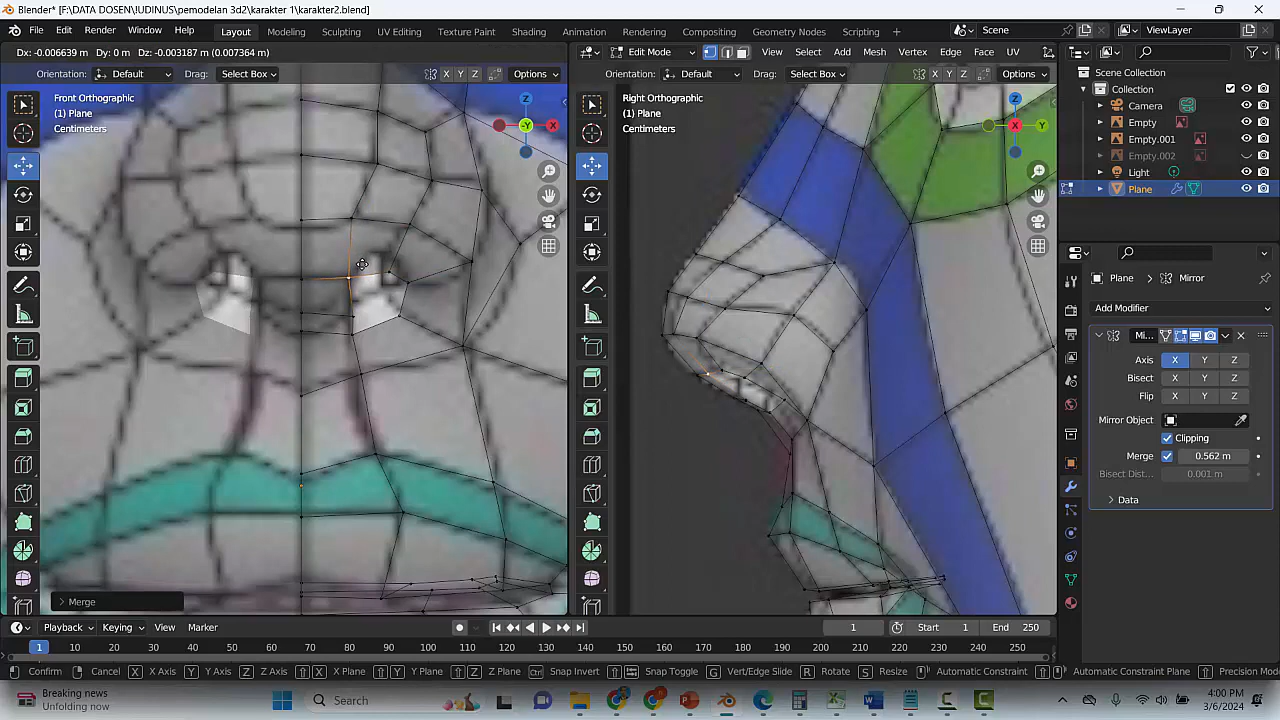 Blender* [F:\DATA DOSEN\!UDINUS\pemodelan 3d2\karakter 1\karakter2.blend]
File Edit Render Window Help Layout Modeling Sculpting UV Editing Texture Paint Shading Animation Rendering Compositing Geometry Nodes Scripting + Scene ViewLayer
Dx: -0.006639 m Dy: 0 m Dz: -0.003187 m (0.007364 m)
Edit Mode View Select Add Mesh Vertex Edge Face UV
Orientation: Default Drag: Select Box X Y Z Options
Orientation: Default Drag: Select Box X Y Z Options
Front Orthographic
(1) Plane
Centimeters
Z
X
Y
Right Orthographic
(1) Plane
Centimeters
Z
X
Y
Scene Collection
Collection
Camera
Empty
Empty.001
Empty.002
Light
Plane
Plane > Mirror
Add Modifier
Mi...
Axis X Y Z
Bisect X Y Z
Flip X Y Z
Mirror Object
Clipping
Merge 0.562 m
Bisect Dist... 0.001 m
Data
Merge
Playback Keying View Marker 1 Start 1 End 250
1 10 20 30 40 50 60 70 80 90 100 110 120 130 140 150 160 170 180 190 200 210 220 230 240 250
Confirm Cancel X X Axis Y Y Axis Z Z Axis X X Plane Y Y Plane Z Z Plane Ctrl Snap Invert Snap Toggle G Vert/Edge Slide R Rotate S Resize Automatic Constraint Automatic Constraint Plane Precision Mode
Breaking news
Unfolding now
Search
4:00 PM
3/6/2024